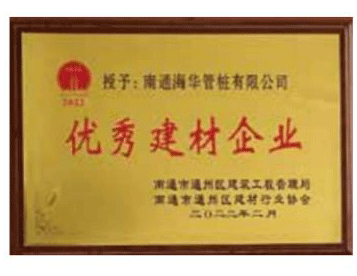 授予：南通海华管桩有限公司
2022
优秀建材企业
南通市通州区建筑工程管理局
南通市通州区建材行业协会
二〇二二年二月